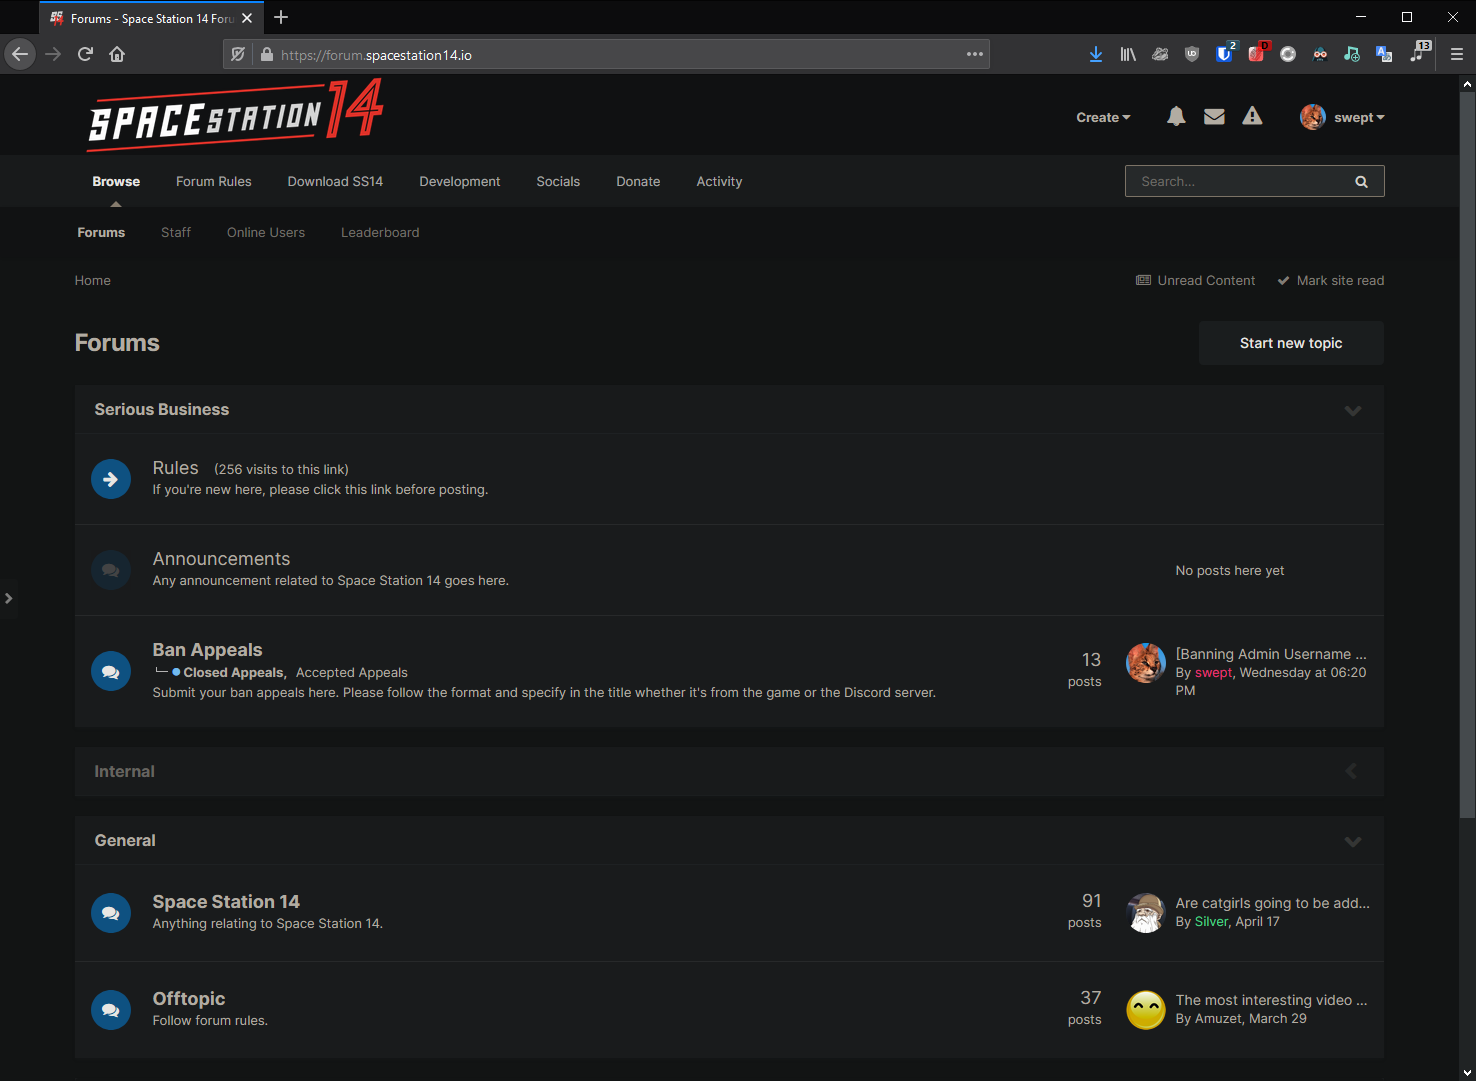 Forums - Space Station 14 Foru
https://forum.spacestation14.io
2
D
13
SPACE STATION 14
Create
swept
Browse
Forum Rules
Download SS14
Development
Socials
Donate
Activity
Search...
Forums
Staff
Online Users
Leaderboard
Home
Unread Content
Mark site read
Forums
Start new topic
Serious Business
Rules (256 visits to this link)
If you're new here, please click this link before posting.
Announcements
Any announcement related to Space Station 14 goes here.
No posts here yet
Ban Appeals
Closed Appeals, Accepted Appeals
Submit your ban appeals here. Please follow the format and specify in the title whether it's from the game or the Discord server.
13
posts
[Banning Admin Username ...
By swept, Wednesday at 06:20
PM
Internal
General
Space Station 14
Anything relating to Space Station 14.
91
posts
Are catgirls going to be add...
By Silver, April 17
Offtopic
Follow forum rules.
37
posts
The most interesting video ...
By Amuzet, March 29